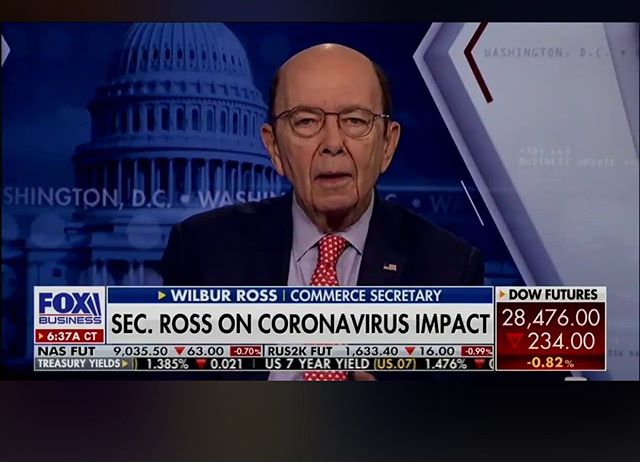 WASHINGTON, D.C.
SHINGTON, D.C. • WASHI
WILBUR ROSS | COMMERCE SECRETARY
DOW FUTURES
FOX
BUSINESS
SEC. ROSS ON CORONAVIRUS IMPACT
28,476.00
234.00
6:37A CT
-0.82%
NAS FUT 9,035.50 ▼ 63.00 -0.70% RUS2K FUT 1,633.40 ▼ 16.00 -0.99%
TREASURY YIELDS 1.385% ▼ 0.021 US 7 YEAR YIELD (US.07) 1.476% ▼